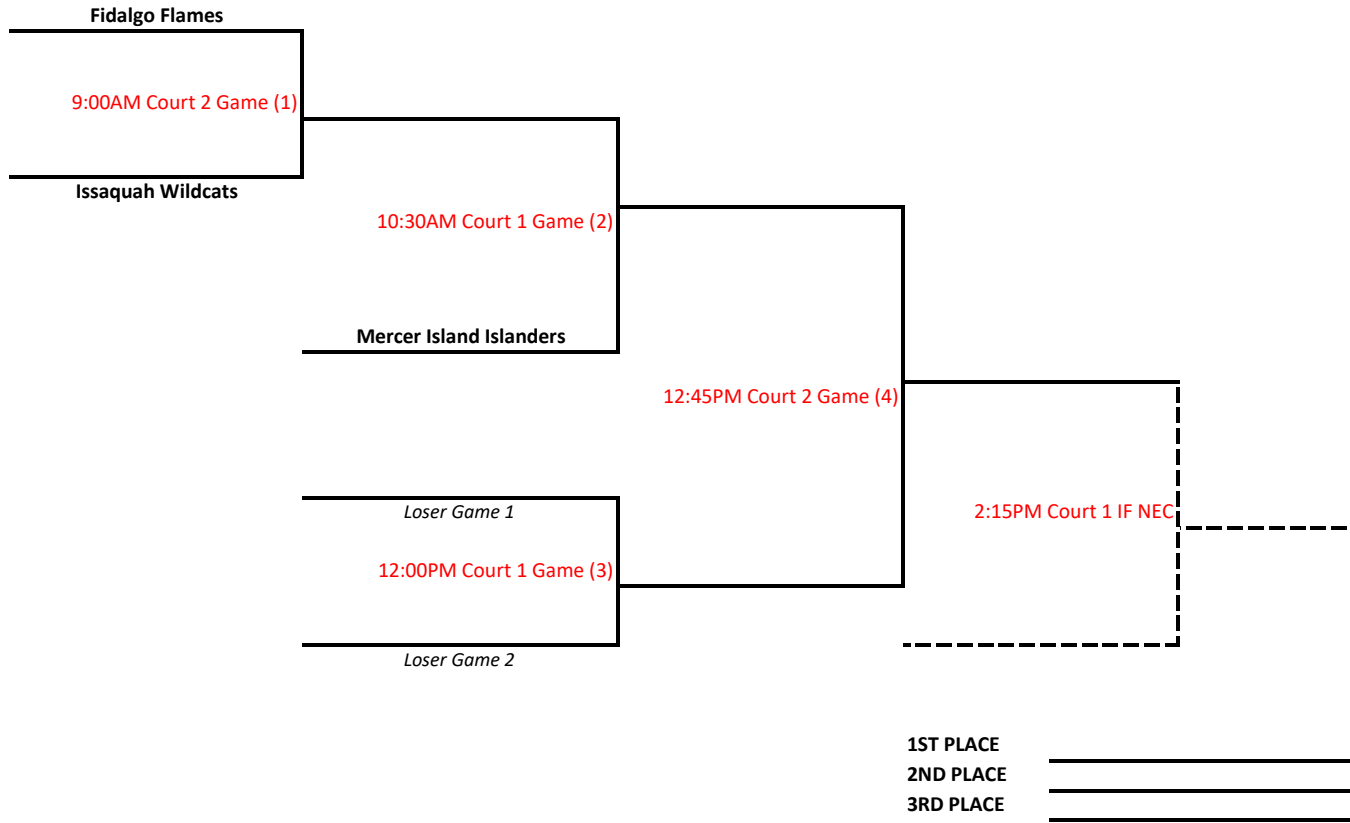 Fidalgo Flames
9:00AM Court 2 Game (1)
Issaquah Wildcats
10:30AM Court 1 Game (2)
Mercer Island Islanders
12:45PM Court 2 Game (4)
Loser Game 1
2:15PM Court 1 IF NEC
12:00PM Court 1 Game (3)
Loser Game 2
1ST PLACE
2ND PLACE
3RD PLACE